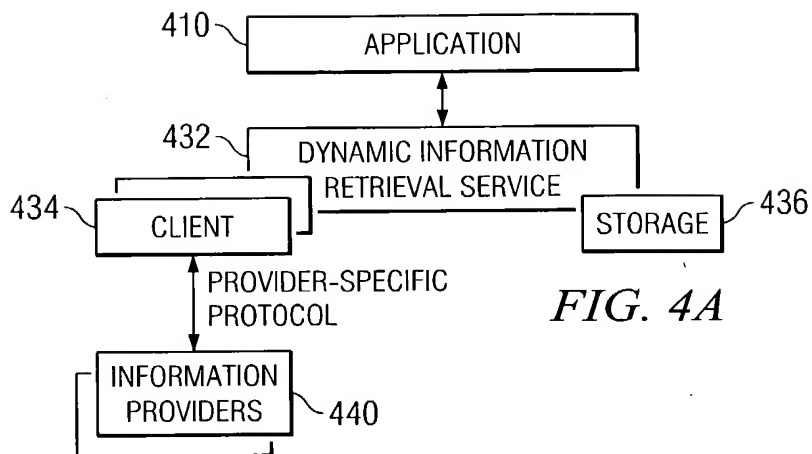 410
APPLICATION
432
DYNAMIC INFORMATION
RETRIEVAL SERVICE
434
CLIENT
STORAGE
436
PROVIDER-SPECIFIC
PROTOCOL
FIG. 4A
INFORMATION
PROVIDERS
440